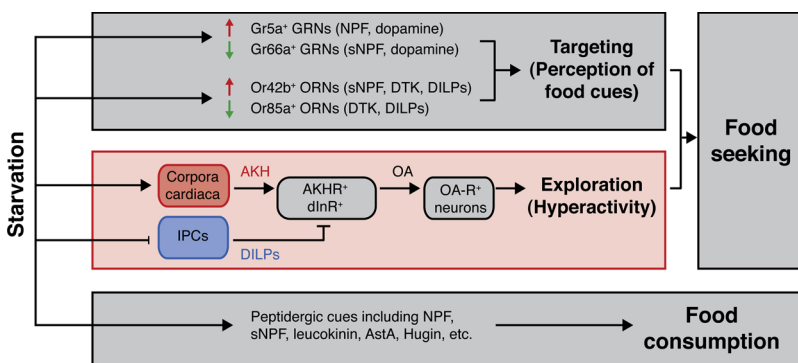 Starvation
Gr5a⁺ GRNs (NPF, dopamine)
Gr66a⁺ GRNs (sNPF, dopamine)
Or42b⁺ ORNs (sNPF, DTK, DILPs)
Or85a⁺ ORNs (DTK, DILPs)
Targeting
(Perception of
food cues)
Food
seeking
Corpora
cardiaca
AKH
AKHR⁺
dInR⁺
OA
OA-R⁺
neurons
Exploration
(Hyperactivity)
IPCs
DILPs
Peptidergic cues including NPF,
sNPF, leucokinin, AstA, Hugin, etc.
Food
consumption